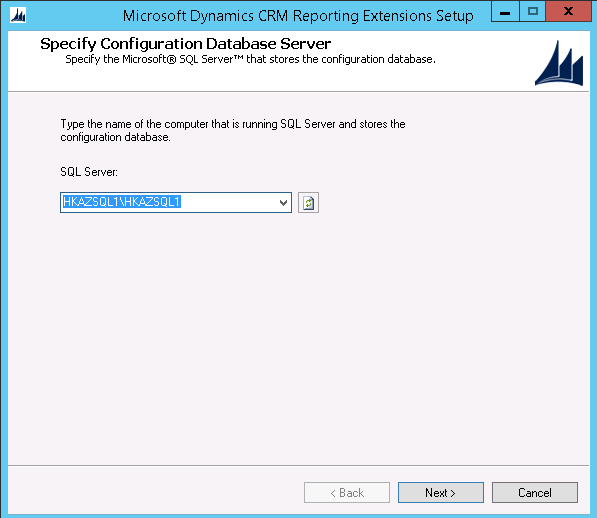 Microsoft Dynamics CRM Reporting Extensions Setup
Specify Configuration Database Server
Specify the Microsoft® SQL Server™ that stores the configuration database.
Type the name of the computer that is running SQL Server and stores the
configuration database.
SQL Server:
HKAZSQL1\HKAZSQL1
< Back
Next >
Cancel